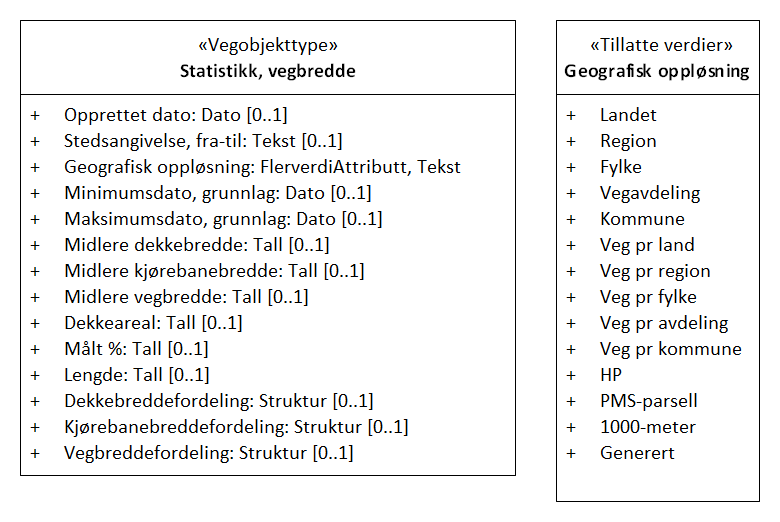 «Vegobjekttype»
Statistikk, vegbredde
+ Opprettet dato: Dato [0..1]
+ Stedsangivelse, fra-til: Tekst [0..1]
+ Geografisk oppløsning: FlerverdiAttributt, Tekst
+ Minimumsdato, grunnlag: Dato [0..1]
+ Maksimumsdato, grunnlag: Dato [0..1]
+ Midlere dekkebredde: Tall [0..1]
+ Midlere kjørebanebredde: Tall [0..1]
+ Midlere vegbredde: Tall [0..1]
+ Dekkeareal: Tall [0..1]
+ Målt %: Tall [0..1]
+ Lengde: Tall [0..1]
+ Dekkebreddefordeling: Struktur [0..1]
+ Kjørebanebreddefordeling: Struktur [0..1]
+ Vegbreddefordeling: Struktur [0..1]
«Tillatte verdier»
Geografisk oppløsning
+ Landet
+ Region
+ Fylke
+ Vegavdeling
+ Kommune
+ Veg pr land
+ Veg pr region
+ Veg pr fylke
+ Veg pr avdeling
+ Veg pr kommune
+ HP
+ PMS-parsell
+ 1000-meter
+ Generert